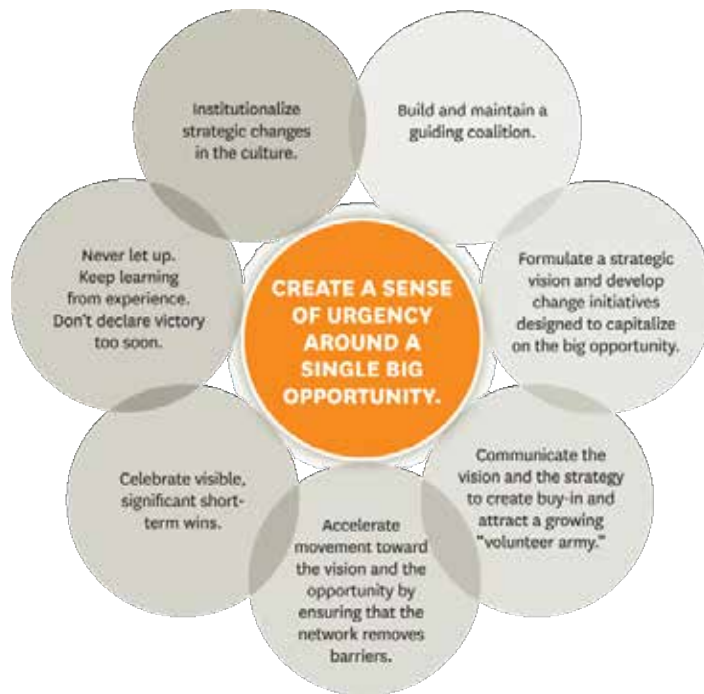 CREATE A SENSE
OF URGENCY
AROUND A
SINGLE BIG
OPPORTUNITY.
Build and maintain a
guiding coalition.
Formulate a strategic
vision and develop
change initiatives
designed to capitalize
on the big opportunity.
Communicate the
vision and the strategy
to create buy-in and
attract a growing
"volunteer army."
Accelerate
movement toward
the vision and the
opportunity by
ensuring that the
network removes
barriers.
Celebrate visible,
significant short-
term wins.
Never let up.
Keep learning
from experience.
Don't declare victory
too soon.
Institutionalize
strategic changes
in the culture.